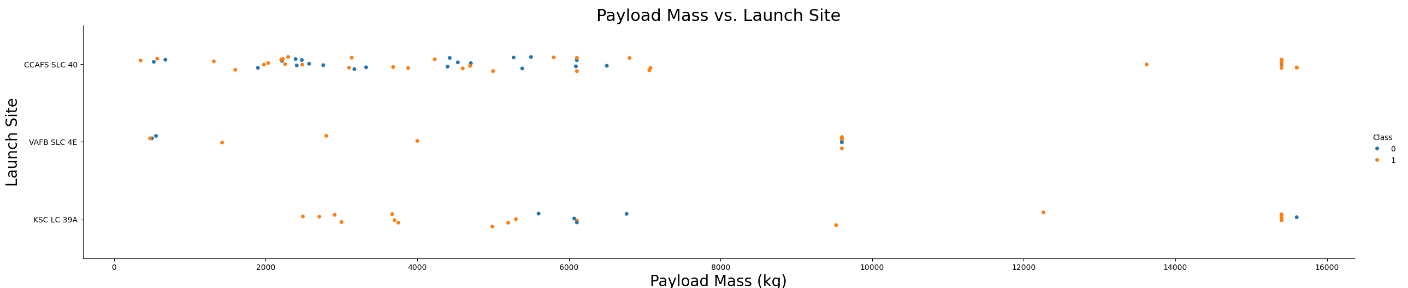 Payload Mass vs. Launch Site
Launch Site
CCAFS SLC 40
VAFB SLC 4E
KSC LC 39A
0 2000 4000 6000 8000 10000 12000 14000 16000
Payload Mass (kg)
Class
0
1